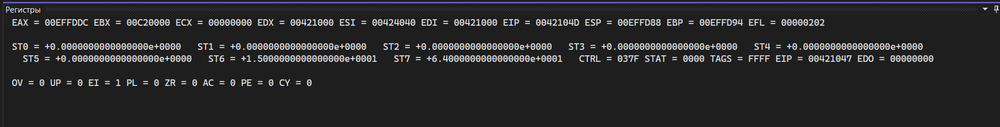 Регистры
EAX = 00EFFDDC EBX = 00C20000 ECX = 00000000 EDX = 00421000 ESI = 00424040 EDI = 00421000 EIP = 0042104D ESP = 00EFFD88 EBP = 00EFFD94 EFL = 00000202
ST0 = +0.0000000000000000e+0000 ST1 = +0.0000000000000000e+0000 ST2 = +0.0000000000000000e+0000 ST3 = +0.0000000000000000e+0000 ST4 = +0.0000000000000000e+0000
ST5 = +0.0000000000000000e+0000 ST6 = +1.5000000000000000e+0001 ST7 = +6.4000000000000000e+0001 CTRL = 037F STAT = 0000 TAGS = FFFF EIP = 00421047 EDO = 00000000
OV = 0 UP = 0 EI = 1 PL = 0 ZR = 0 AC = 0 PE = 0 CY = 0